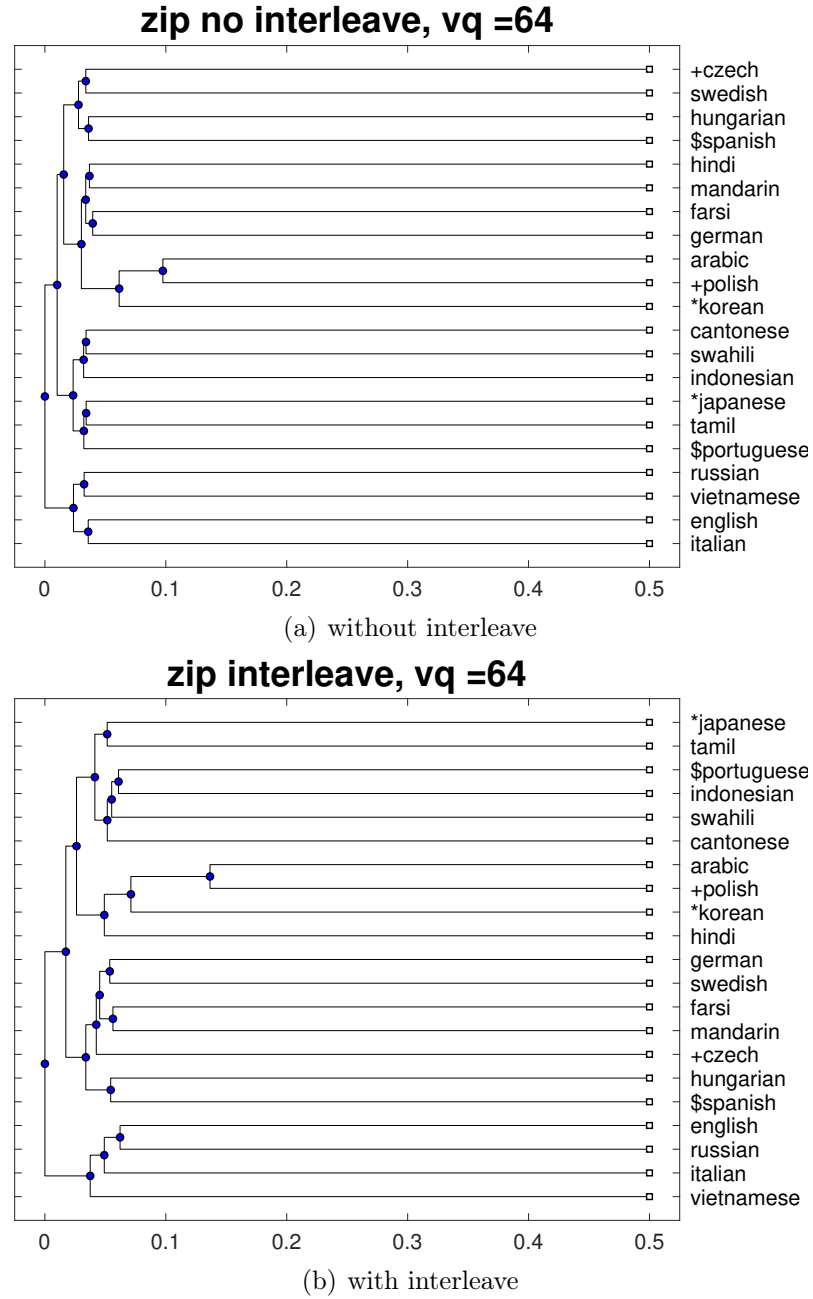 zip no interleave, vq =64
+czech
swedish
hungarian
$spanish
hindi
mandarin
farsi
german
arabic
+polish
*korean
cantonese
swahili
indonesian
*japanese
tamil
$portuguese
russian
vietnamese
english
italian
0 0.1 0.2 0.3 0.4 0.5
(a) without interleave
zip interleave, vq =64
*japanese
tamil
$portuguese
indonesian
swahili
cantonese
arabic
+polish
*korean
hindi
german
swedish
farsi
mandarin
+czech
hungarian
$spanish
english
russian
italian
vietnamese
0 0.1 0.2 0.3 0.4 0.5
(b) with interleave